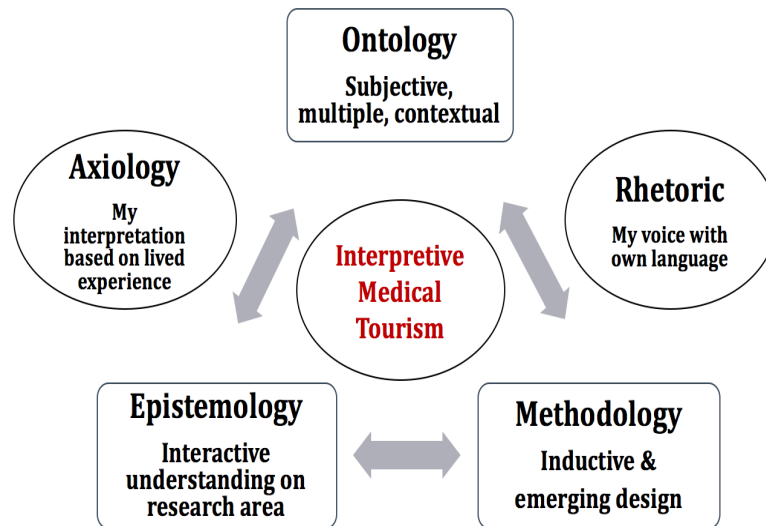 Ontology
Subjective,
multiple, contextual
Axiology
My
interpretation
based on lived
experience
Rhetoric
My voice with
own language
Interpretive
Medical
Tourism
Epistemology
Interactive
understanding on
research area
Methodology
Inductive &
emerging design